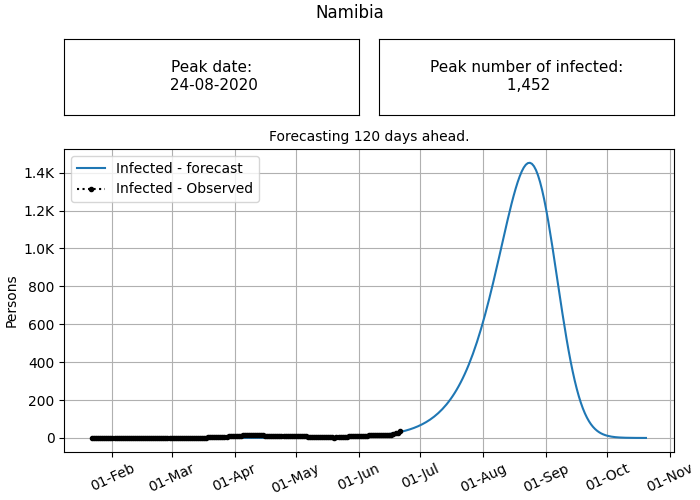 Namibia
Peak date:
24-08-2020
Peak number of infected:
1,452
Forecasting 120 days ahead.
Infected - forecast
Infected - Observed
1.4K
1.2K
1.0K
800
600
400
200
0
Persons
01-Feb
01-Mar
01-Apr
01-May
01-Jun
01-Jul
01-Aug
01-Sep
01-Oct
01-Nov